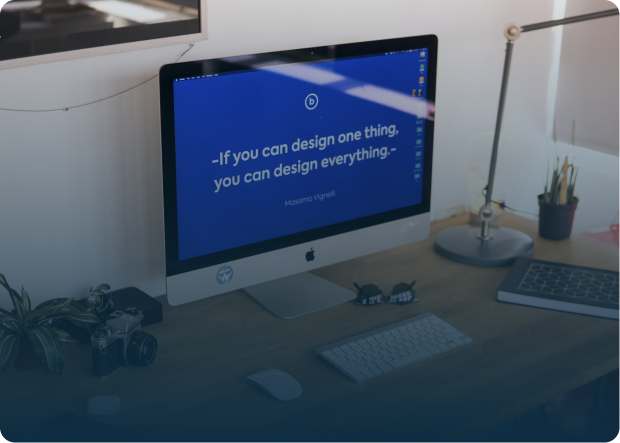 b
-If you can design one thing,
you can design everything.-
Massimo Vignelli